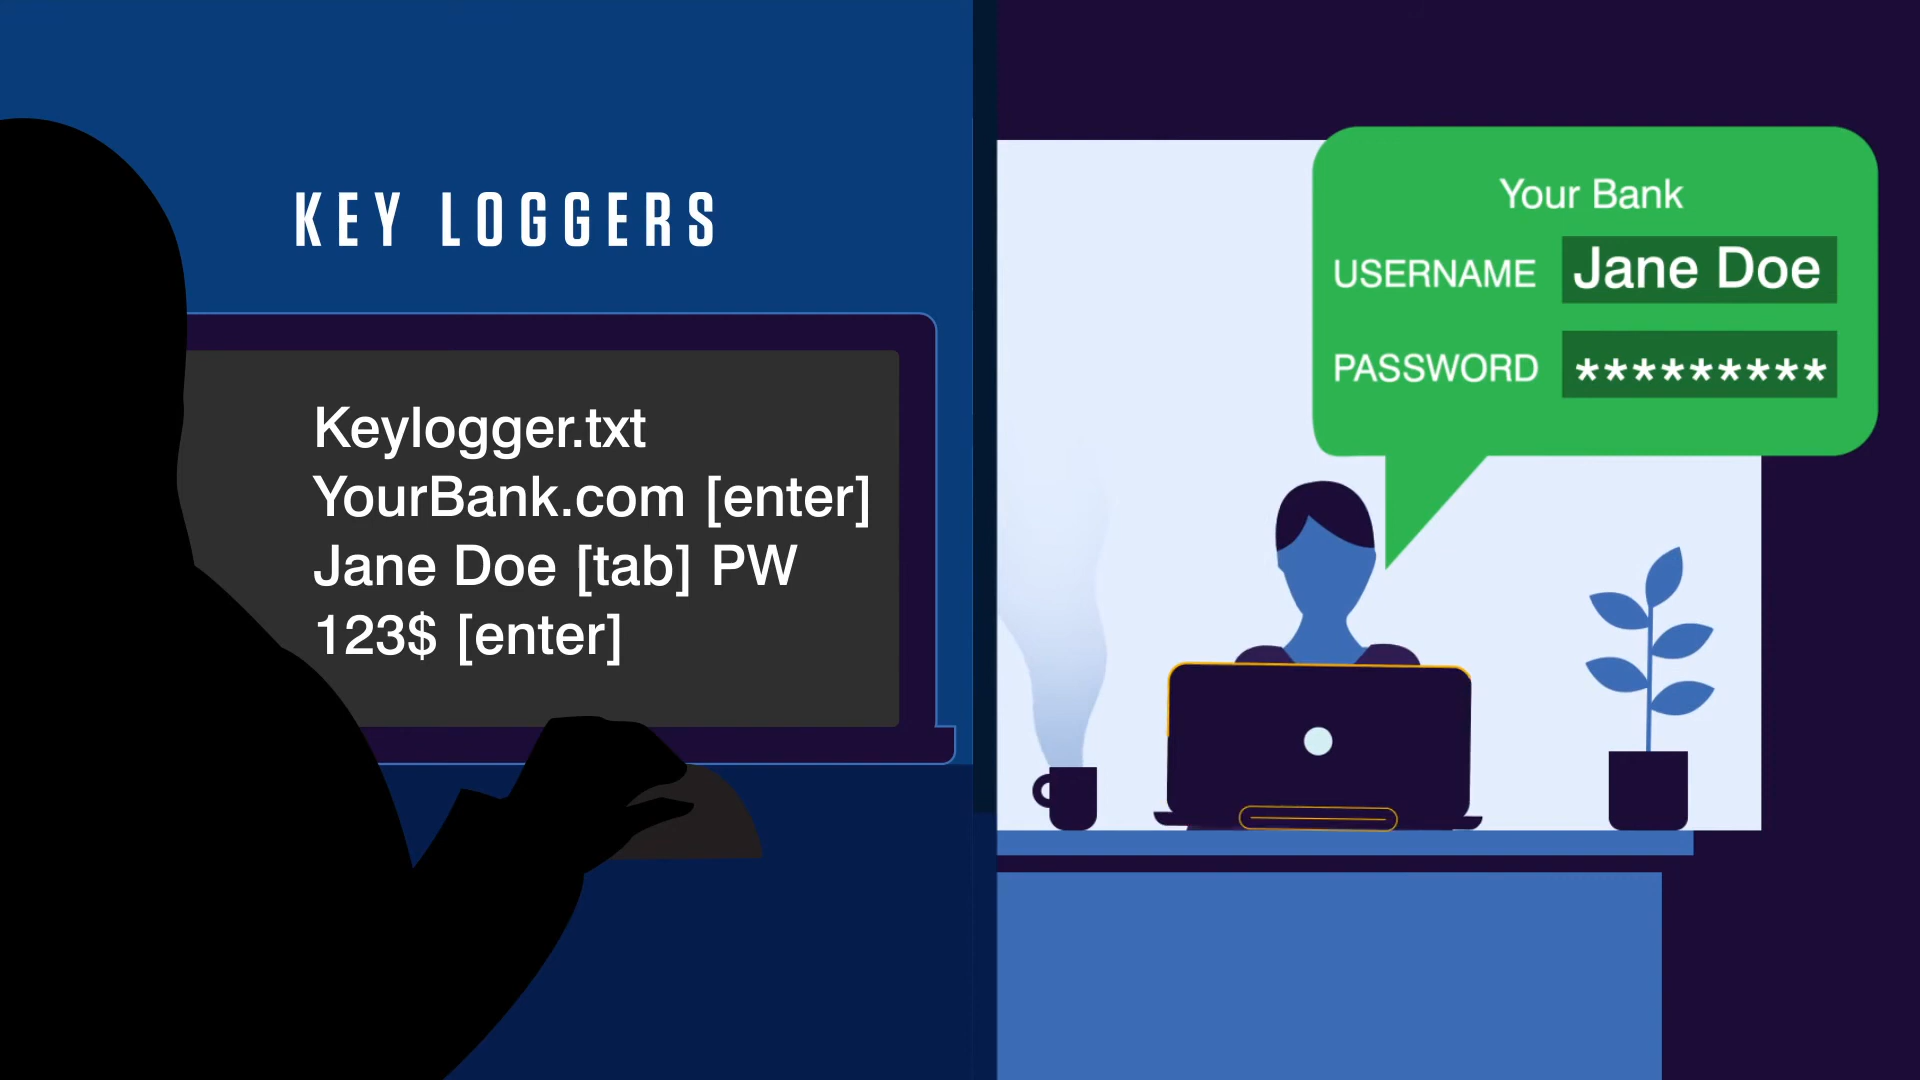 KEY LOGGERS
Keylogger.txt
YourBank.com [enter]
Jane Doe [tab] PW
123$ [enter]
Your Bank
USERNAME Jane Doe
PASSWORD *********